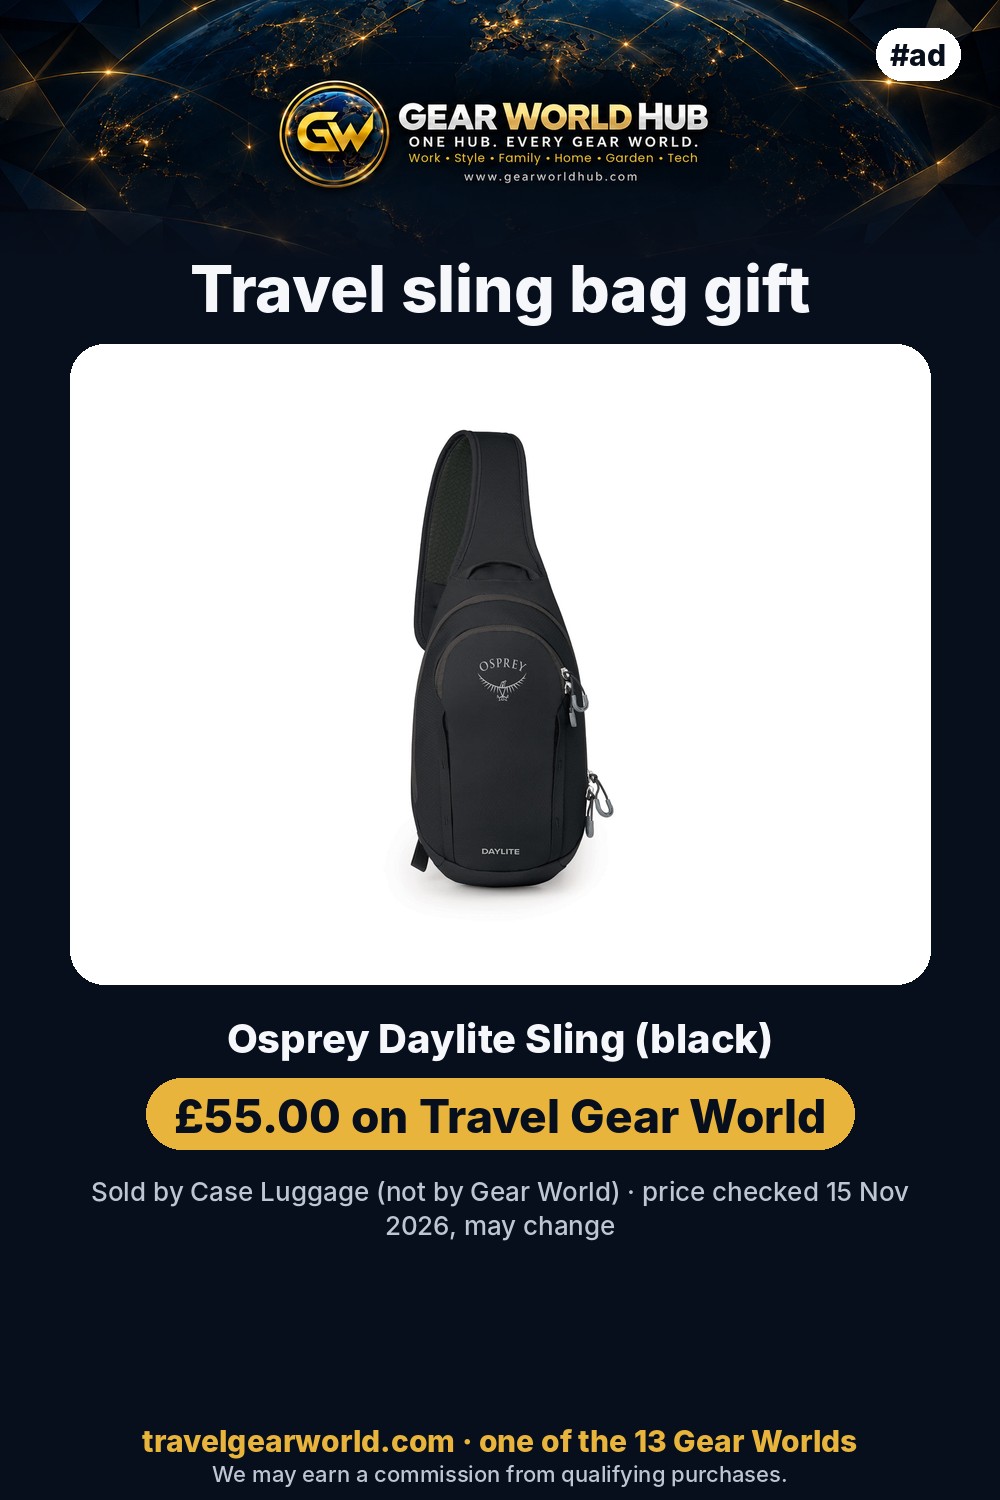 #ad
GW
GEAR WORLD HUB
ONE HUB. EVERY GEAR WORLD.
Work • Style • Family • Home • Garden • Tech
www.gearworldhub.com
Travel sling bag gift
OSPREY
DAYLITE
Osprey Daylite Sling (black)
£55.00 on Travel Gear World
Sold by Case Luggage (not by Gear World) · price checked 15 Nov
2026, may change
travelgearworld.com · one of the 13 Gear Worlds
We may earn a commission from qualifying purchases.